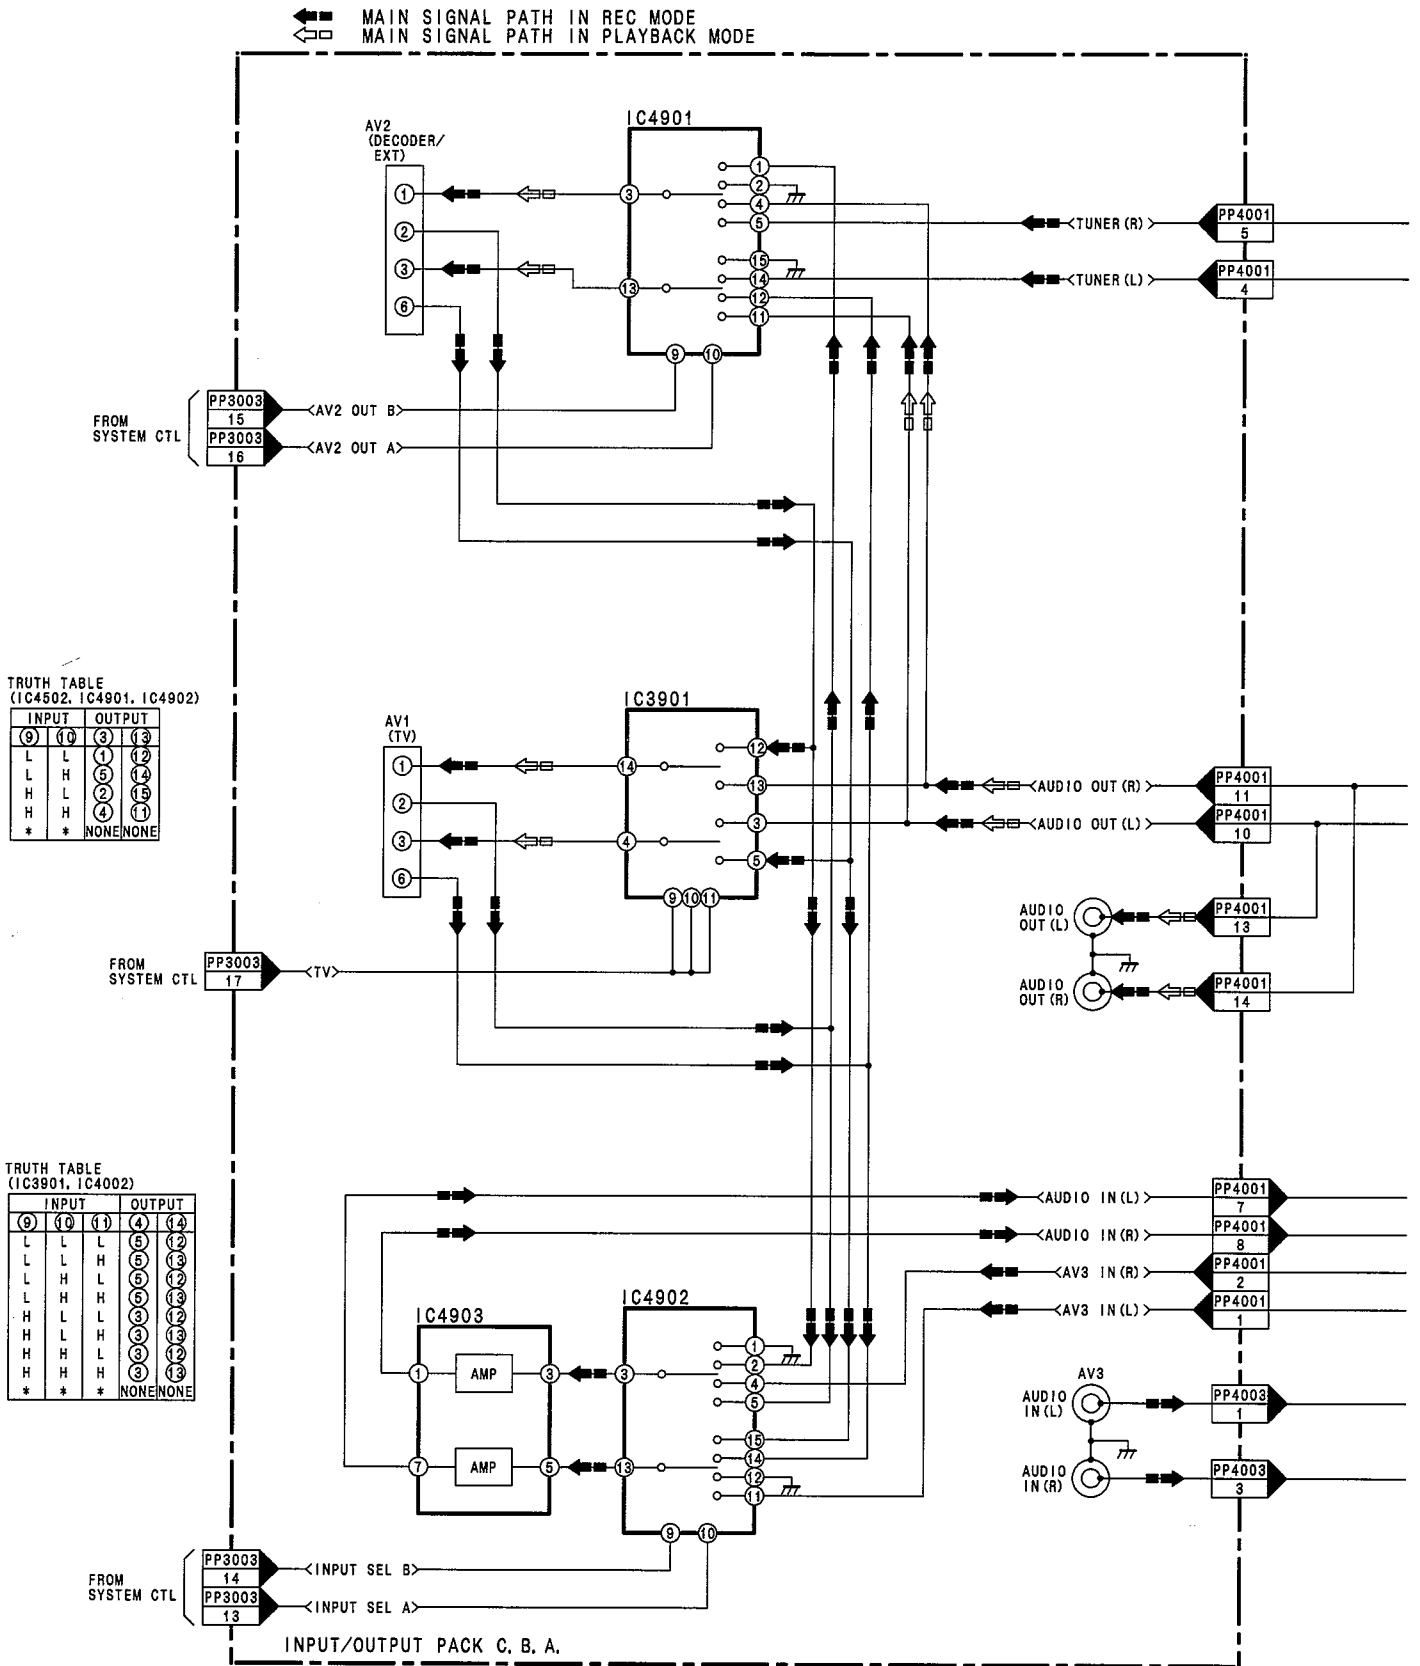 MAIN SIGNAL PATH IN REC MODE
MAIN SIGNAL PATH IN PLAYBACK MODE
IC4901
AV2
(DECODER/
EXT)
1
2
3
6
3
13
1
2
4
5
15
14
12
11
9
10
<TUNER(R)>
PP4001
5
<TUNER(L)>
PP4001
4
FROM
SYSTEM CTL
PP3003
15
<AV2 OUT B>
PP3003
16
<AV2 OUT A>
TRUTH TABLE
(IC4502, IC4901, IC4902)
INPUT OUTPUT
9 10 3 13
L L 1 12
L H 5 14
H L 2 15
H H 4 11
* * NONE NONE
IC3901
AV1
(TV)
1
2
3
6
14
4
12
13
3
5
9 10 11
<AUDIO OUT(R)>
PP4001
11
<AUDIO OUT(L)>
PP4001
10
AUDIO
OUT(L)
PP4001
13
AUDIO
OUT(R)
PP4001
14
FROM
SYSTEM CTL
PP3003
17
<TV>
TRUTH TABLE
(IC3901, IC4002)
INPUT OUTPUT
9 10 11 4 14
L L L 5 12
L L H 5 13
L H L 5 12
L H H 5 13
H L L 3 12
H L H 3 13
H H L 3 12
H H H 3 13
* * * NONE NONE
<AUDIO IN(L)>
PP4001
7
<AUDIO IN(R)>
PP4001
8
<AV3 IN(R)>
PP4001
2
<AV3 IN(L)>
PP4001
1
IC4903
1
AMP
3
7
AMP
5
IC4902
3
13
1
2
4
5
15
14
12
11
9
10
AV3
AUDIO
IN(L)
PP4003
1
AUDIO
IN(R)
PP4003
3
FROM
SYSTEM CTL
PP3003
14
<INPUT SEL B>
PP3003
13
<INPUT SEL A>
INPUT/OUTPUT PACK C.B.A.